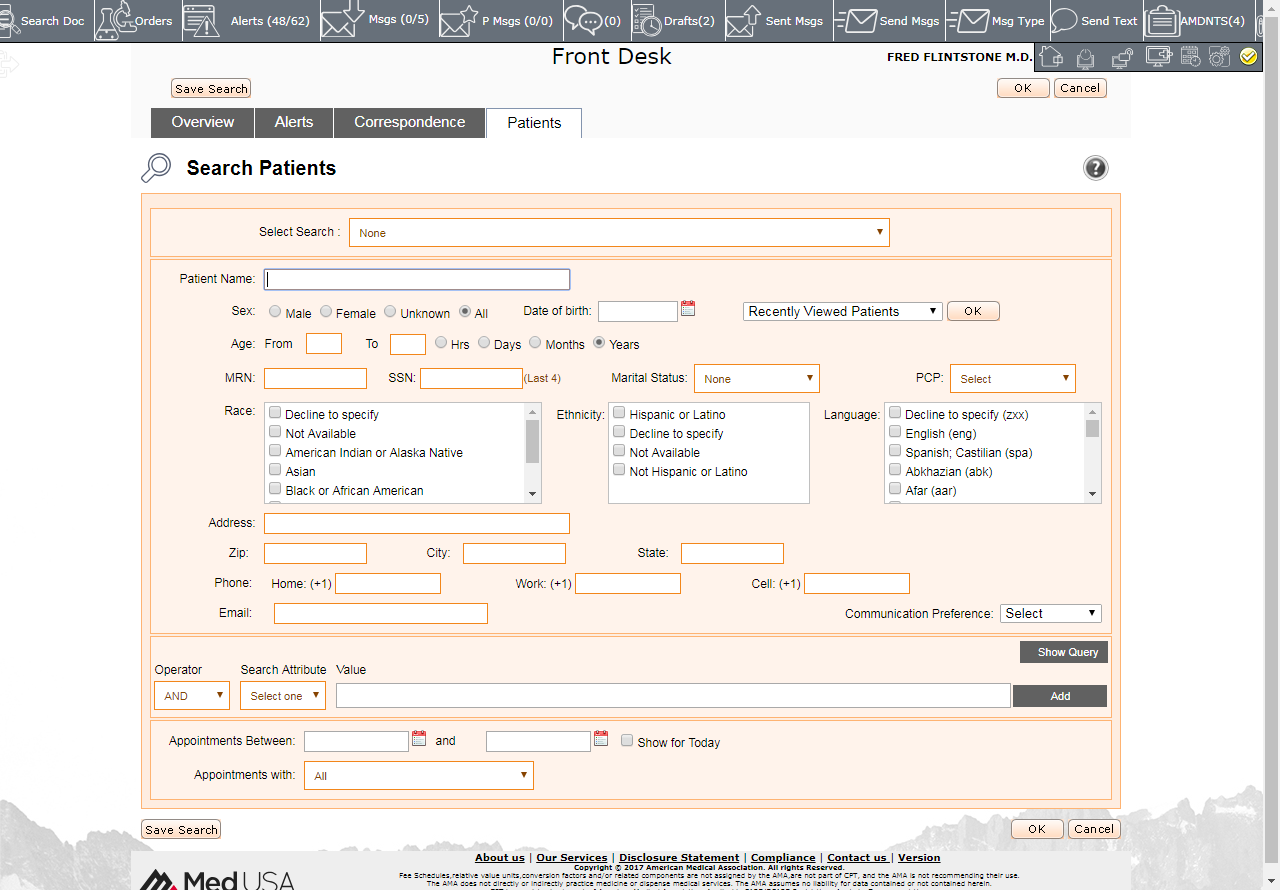 Search Doc Orders Alerts (48/62) Msgs (0/5) P Msgs (0/0) (0) Drafts(2) Sent Msgs Send Msgs Msg Type Send Text AMDNTS(4)
Front Desk FRED FLINTSTONE M.D.
Save Search OK Cancel
Overview Alerts Correspondence Patients
Search Patients ?
Select Search : None
Patient Name:
Sex: Male Female Unknown All Date of birth: Recently Viewed Patients OK
Age: From To Hrs Days Months Years
MRN: SSN: (Last 4) Marital Status: None PCP: Select
Race: Decline to specify Ethnicity: Hispanic or Latino Language: Decline to specify (zxx)
Not Available Decline to specify English (eng)
American Indian or Alaska Native Not Available Spanish; Castilian (spa)
Asian Not Hispanic or Latino Abkhazian (abk)
Black or African American Afar (aar)
Address:
Zip: City: State:
Phone: Home: (+1) Work: (+1) Cell: (+1)
Email: Communication Preference: Select
Show Query
Operator Search Attribute Value
AND Select one Add
Appointments Between: and Show for Today
Appointments with: All
Save Search OK Cancel
About us | Our Services | Disclosure Statement | Compliance | Contact us | Version
Copyright © 2017 American Medical Association. All rights Reserved.
Fee Schedules,relative value units,conversion factors and/or related components are not assigned by the AMA,are not part of CPT, and the AMA is not recommending their use.
The AMA does not directly or indirectly practice medicine or dispense medical services. The AMA assumes no liability for data contained or not contained herein.
Med USA